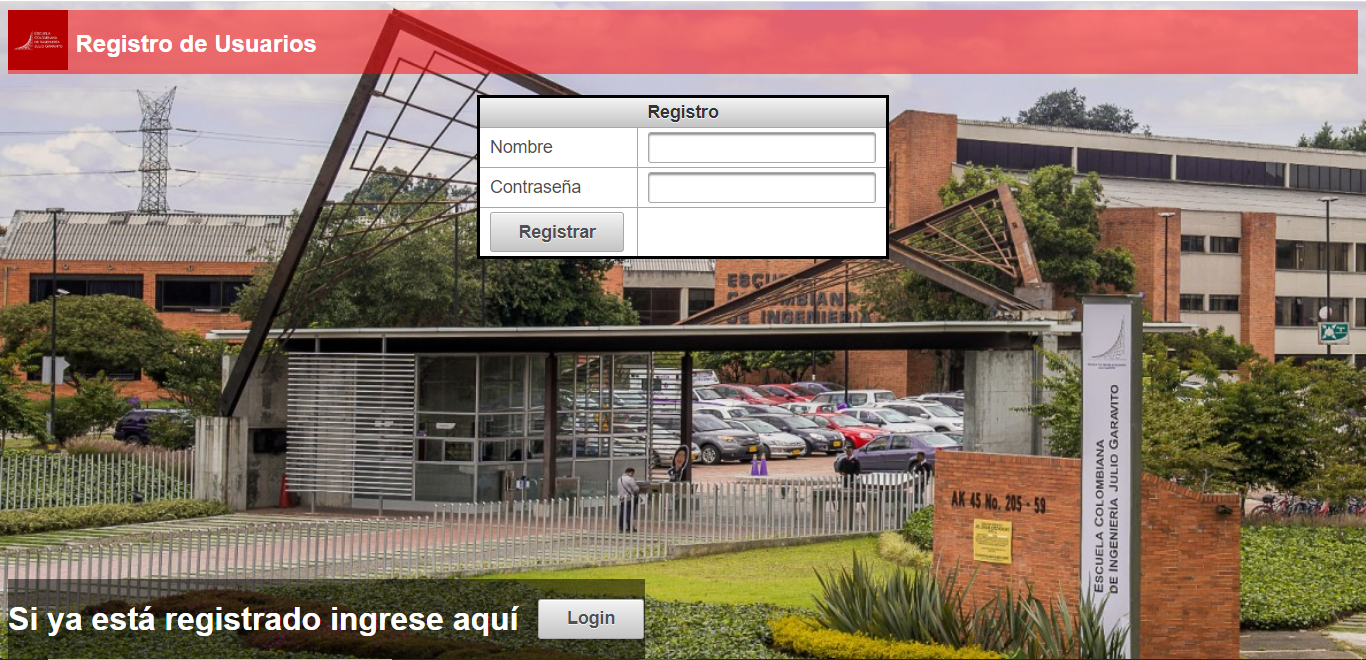 ESCUELA
COLOMBIANA
DE INGENIERÍA
JULIO GARAVITO
Registro de Usuarios
Registro
Nombre
Contraseña
Registrar
ESCU
COLOMBIANA
DE INGENIERÍA
AK 45 No. 205 - 59
ESCUELA COLOMBIANA
DE INGENIERÍA JULIO GARAVITO
Si ya está registrado ingrese aquí
Login